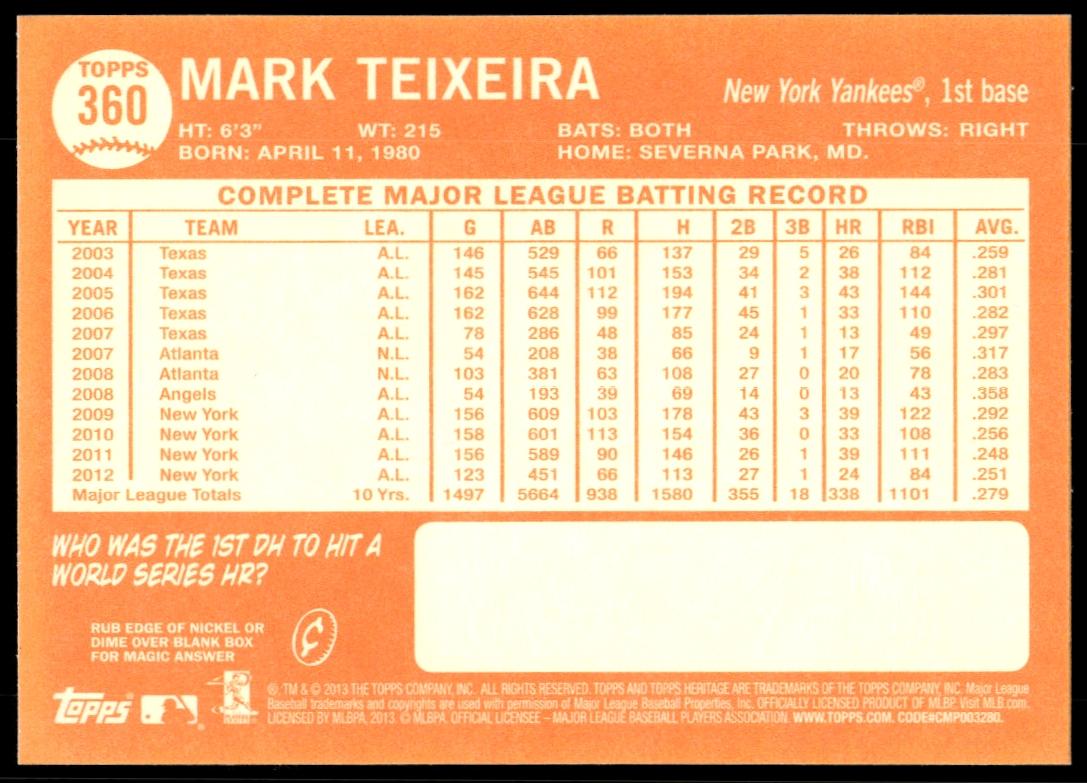 TOPPS
360
MARK TEIXEIRA
New York Yankees®, 1st base
HT: 6'3" WT: 215 BATS: BOTH THROWS: RIGHT
BORN: APRIL 11, 1980 HOME: SEVERNA PARK, MD.
COMPLETE MAJOR LEAGUE BATTING RECORD
YEAR TEAM LEA. G AB R H 2B 3B HR RBI AVG.
2003 Texas A.L. 146 529 66 137 29 5 26 84 .259
2004 Texas A.L. 145 545 101 153 34 2 38 112 .281
2005 Texas A.L. 162 644 112 194 41 3 43 144 .301
2006 Texas A.L. 162 628 99 177 45 1 33 110 .282
2007 Texas A.L. 78 286 48 85 24 1 13 49 .297
2007 Atlanta N.L. 54 208 38 66 9 1 17 56 .317
2008 Atlanta N.L. 103 381 63 108 27 0 20 78 .283
2008 Angels A.L. 54 193 39 69 14 0 13 43 .358
2009 New York A.L. 156 609 103 178 43 3 39 122 .292
2010 New York A.L. 158 601 113 154 36 0 33 108 .256
2011 New York A.L. 156 589 90 146 26 1 39 111 .248
2012 New York A.L. 123 451 66 113 27 1 24 84 .251
Major League Totals 10 Yrs. 1497 5664 938 1580 355 18 338 1101 .279
WHO WAS THE 1ST DH TO HIT A
WORLD SERIES HR?
RUB EDGE OF NICKEL OR
DIME OVER BLANK BOX
FOR MAGIC ANSWER
¢
topps
®, TM & © 2013 THE TOPPS COMPANY, INC. ALL RIGHTS RESERVED. TOPPS AND TOPPS HERITAGE ARE TRADEMARKS OF THE TOPPS COMPANY, INC. Major League
Baseball trademarks and copyrights are used with permission of Major League Baseball Properties, Inc. OFFICIALLY LICENSED PRODUCT OF MLBP. Visit MLB.com.
LICENSED BY MLBPA, 2013. © MLBPA. OFFICIAL LICENSEE – MAJOR LEAGUE BASEBALL PLAYERS ASSOCIATION. WWW.TOPPS.COM. CODE#CMP003280.